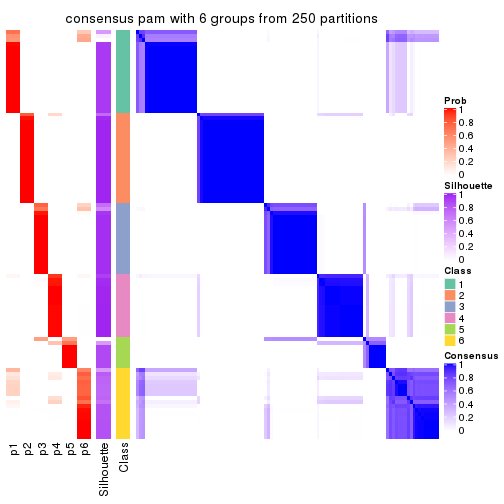 consensus pam with 6 groups from 250 partitions
Prob
1
0.8
0.6
0.4
0.2
0
Silhouette
1
0.8
0.6
0.4
0.2
0
Class
1
2
3
4
5
6
Consensus
1
0.8
0.6
0.4
0.2
0
p1
p2
p3
p4
p5
p6
Silhouette
Class